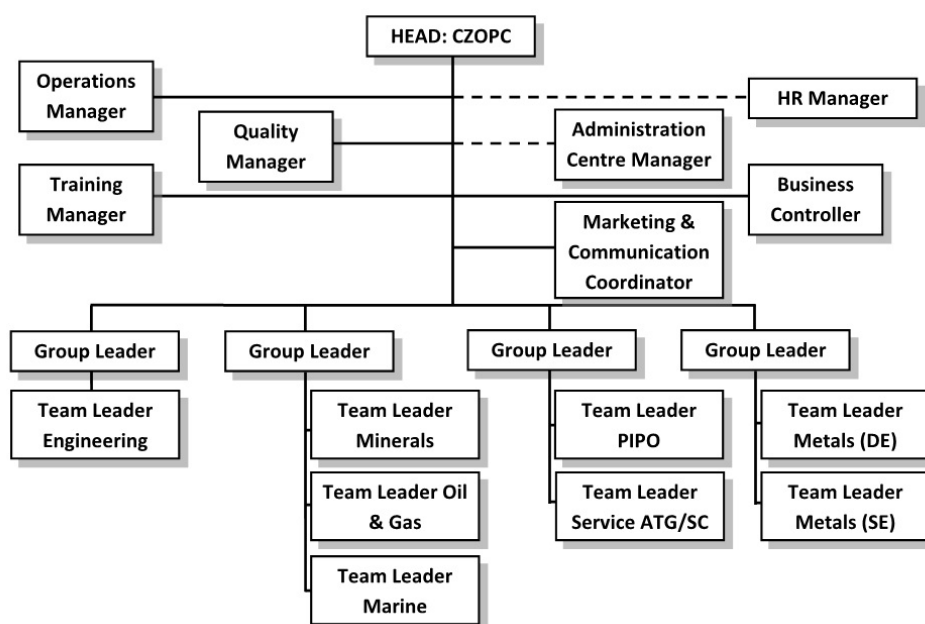 HEAD: CZOPC
Operations
Manager
HR Manager
Quality
Manager
Administration
Centre Manager
Training
Manager
Business
Controller
Marketing &
Communication
Coordinator
Group Leader
Group Leader
Group Leader
Group Leader
Team Leader
Engineering
Team Leader
Minerals
Team Leader Oil
& Gas
Team Leader
Marine
Team Leader
PIPO
Team Leader
Service ATG/SC
Team Leader
Metals (DE)
Team Leader
Metals (SE)